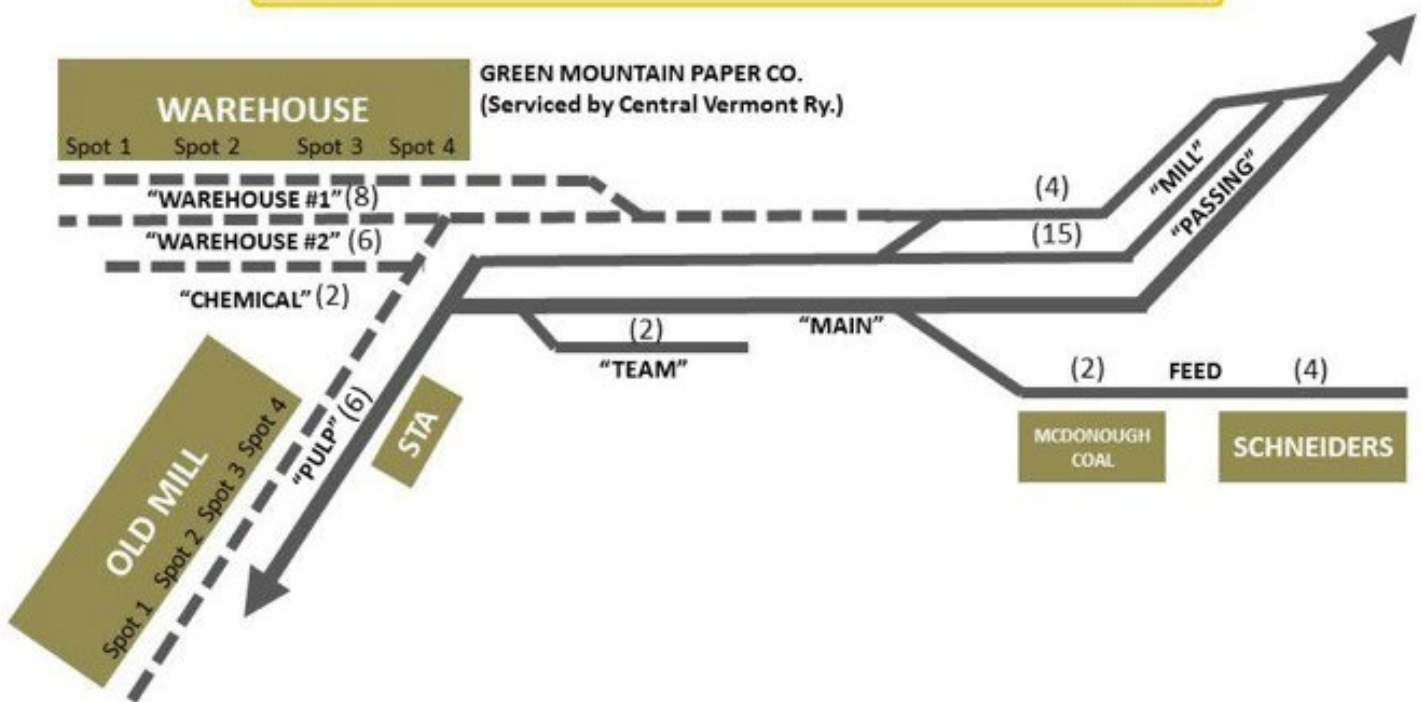 GREEN MOUNTAIN PAPER CO.
(Serviced by Central Vermont Ry.)
WAREHOUSE
Spot 1 Spot 2 Spot 3 Spot 4
"WAREHOUSE #1" (8)
"WAREHOUSE #2" (6)
"CHEMICAL" (2)
(4)
(15)
"MILL"
"PASSING"
"MAIN"
(2)
"TEAM"
(2) FEED (4)
MCDONOUGH
COAL
SCHNEIDERS
"PULP" (6)
STA
OLD MILL
Spot 1 Spot 2 Spot 3 Spot 4